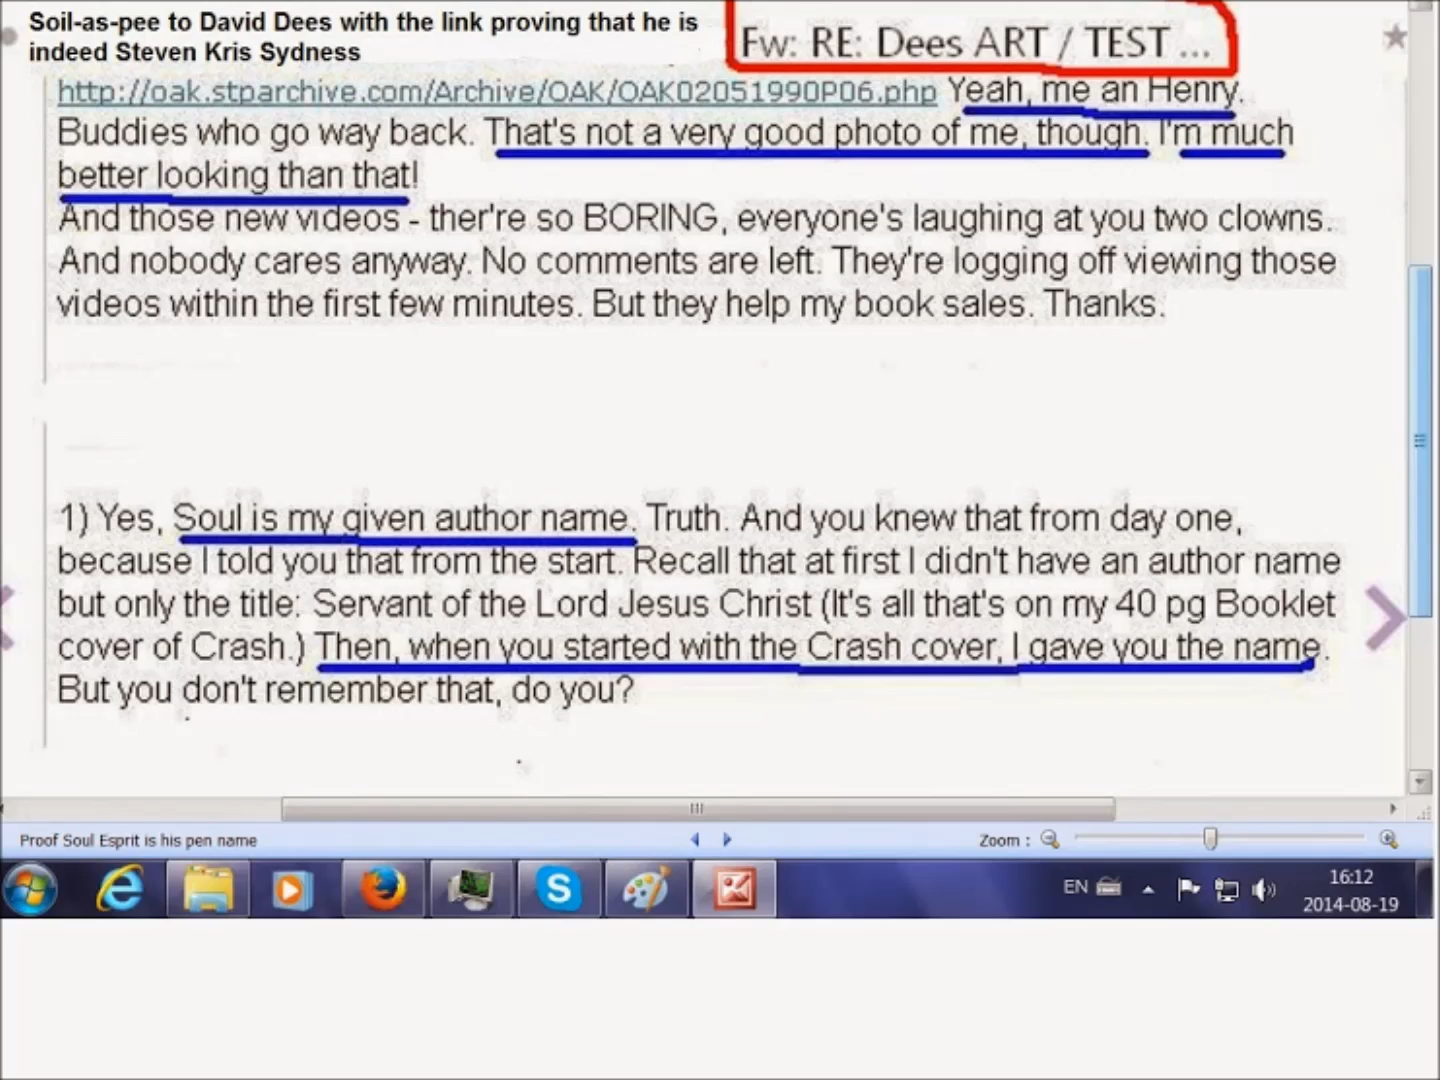 Soil-as-pee to David Dees with the link proving that he is
indeed Steven Kris Sydness
Fw: RE: Dees ART / TEST ...
http://oak.stparchive.com/Archive/OAK/OAK02051990P06.php Yeah, me an Henry.
Buddies who go way back. That's not a very good photo of me, though. I'm much
better looking than that!
And those new videos - ther're so BORING, everyone's laughing at you two clowns.
And nobody cares anyway. No comments are left. They're logging off viewing those
videos within the first few minutes. But they help my book sales. Thanks.
1) Yes, Soul is my given author name. Truth. And you knew that from day one,
because I told you that from the start. Recall that at first I didn't have an author name
but only the title: Servant of the Lord Jesus Christ (It's all that's on my 40 pg Booklet
cover of Crash.) Then, when you started with the Crash cover, I gave you the name.
But you don't remember that, do you?
Proof Soul Esprit is his pen name
Zoom :
EN
16:12
2014-08-19